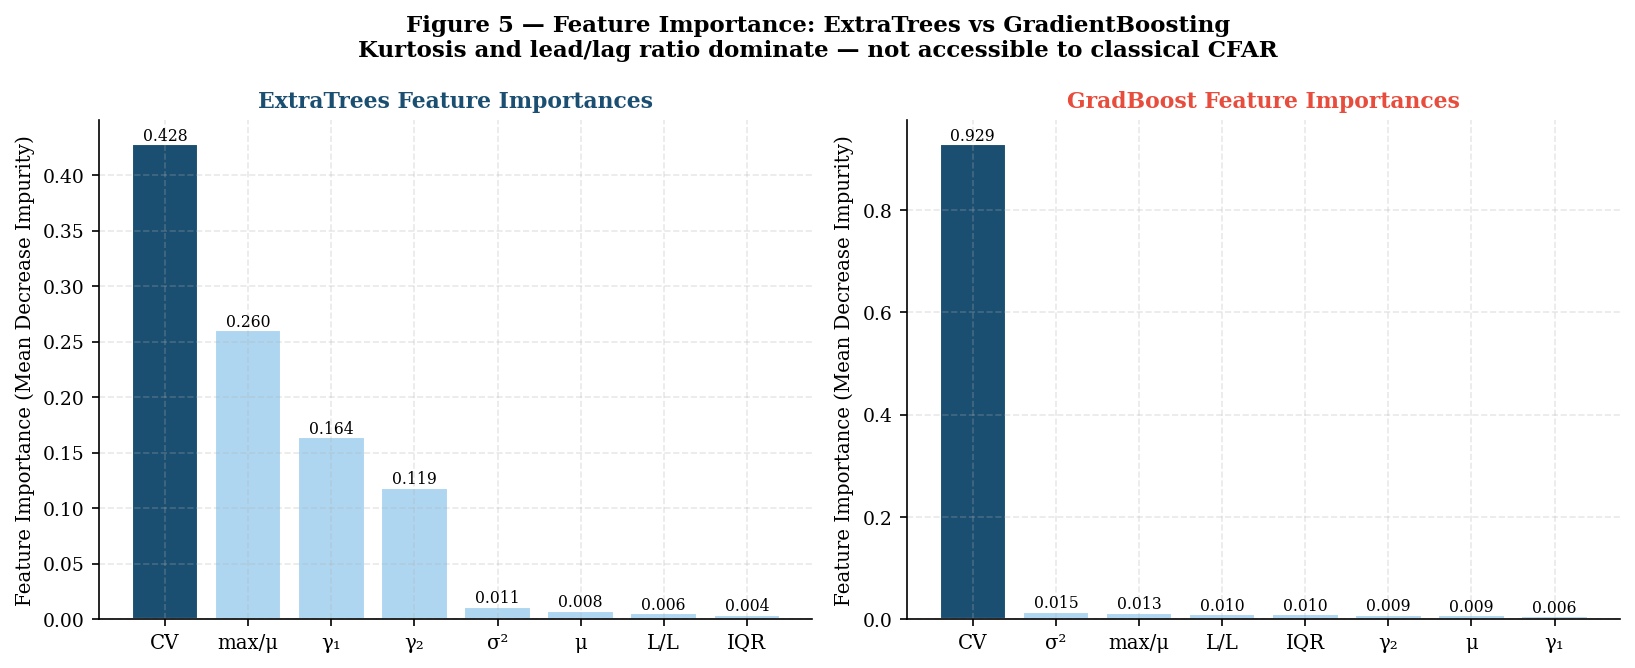 Figure 5 — Feature Importance: ExtraTrees vs GradientBoosting
Kurtosis and lead/lag ratio dominate — not accessible to classical CFAR
ExtraTrees Feature Importances
Feature Importance (Mean Decrease Impurity)
0.40
0.35
0.30
0.25
0.20
0.15
0.10
0.05
0.00
0.428
0.260
0.164
0.119
0.011
0.008
0.006
0.004
CV
max/μ
γ₁
γ₂
σ²
μ
L/L
IQR
GradBoost Feature Importances
Feature Importance (Mean Decrease Impurity)
0.8
0.6
0.4
0.2
0.0
0.929
0.015
0.013
0.010
0.010
0.009
0.009
0.006
CV
σ²
max/μ
L/L
IQR
γ₂
μ
γ₁